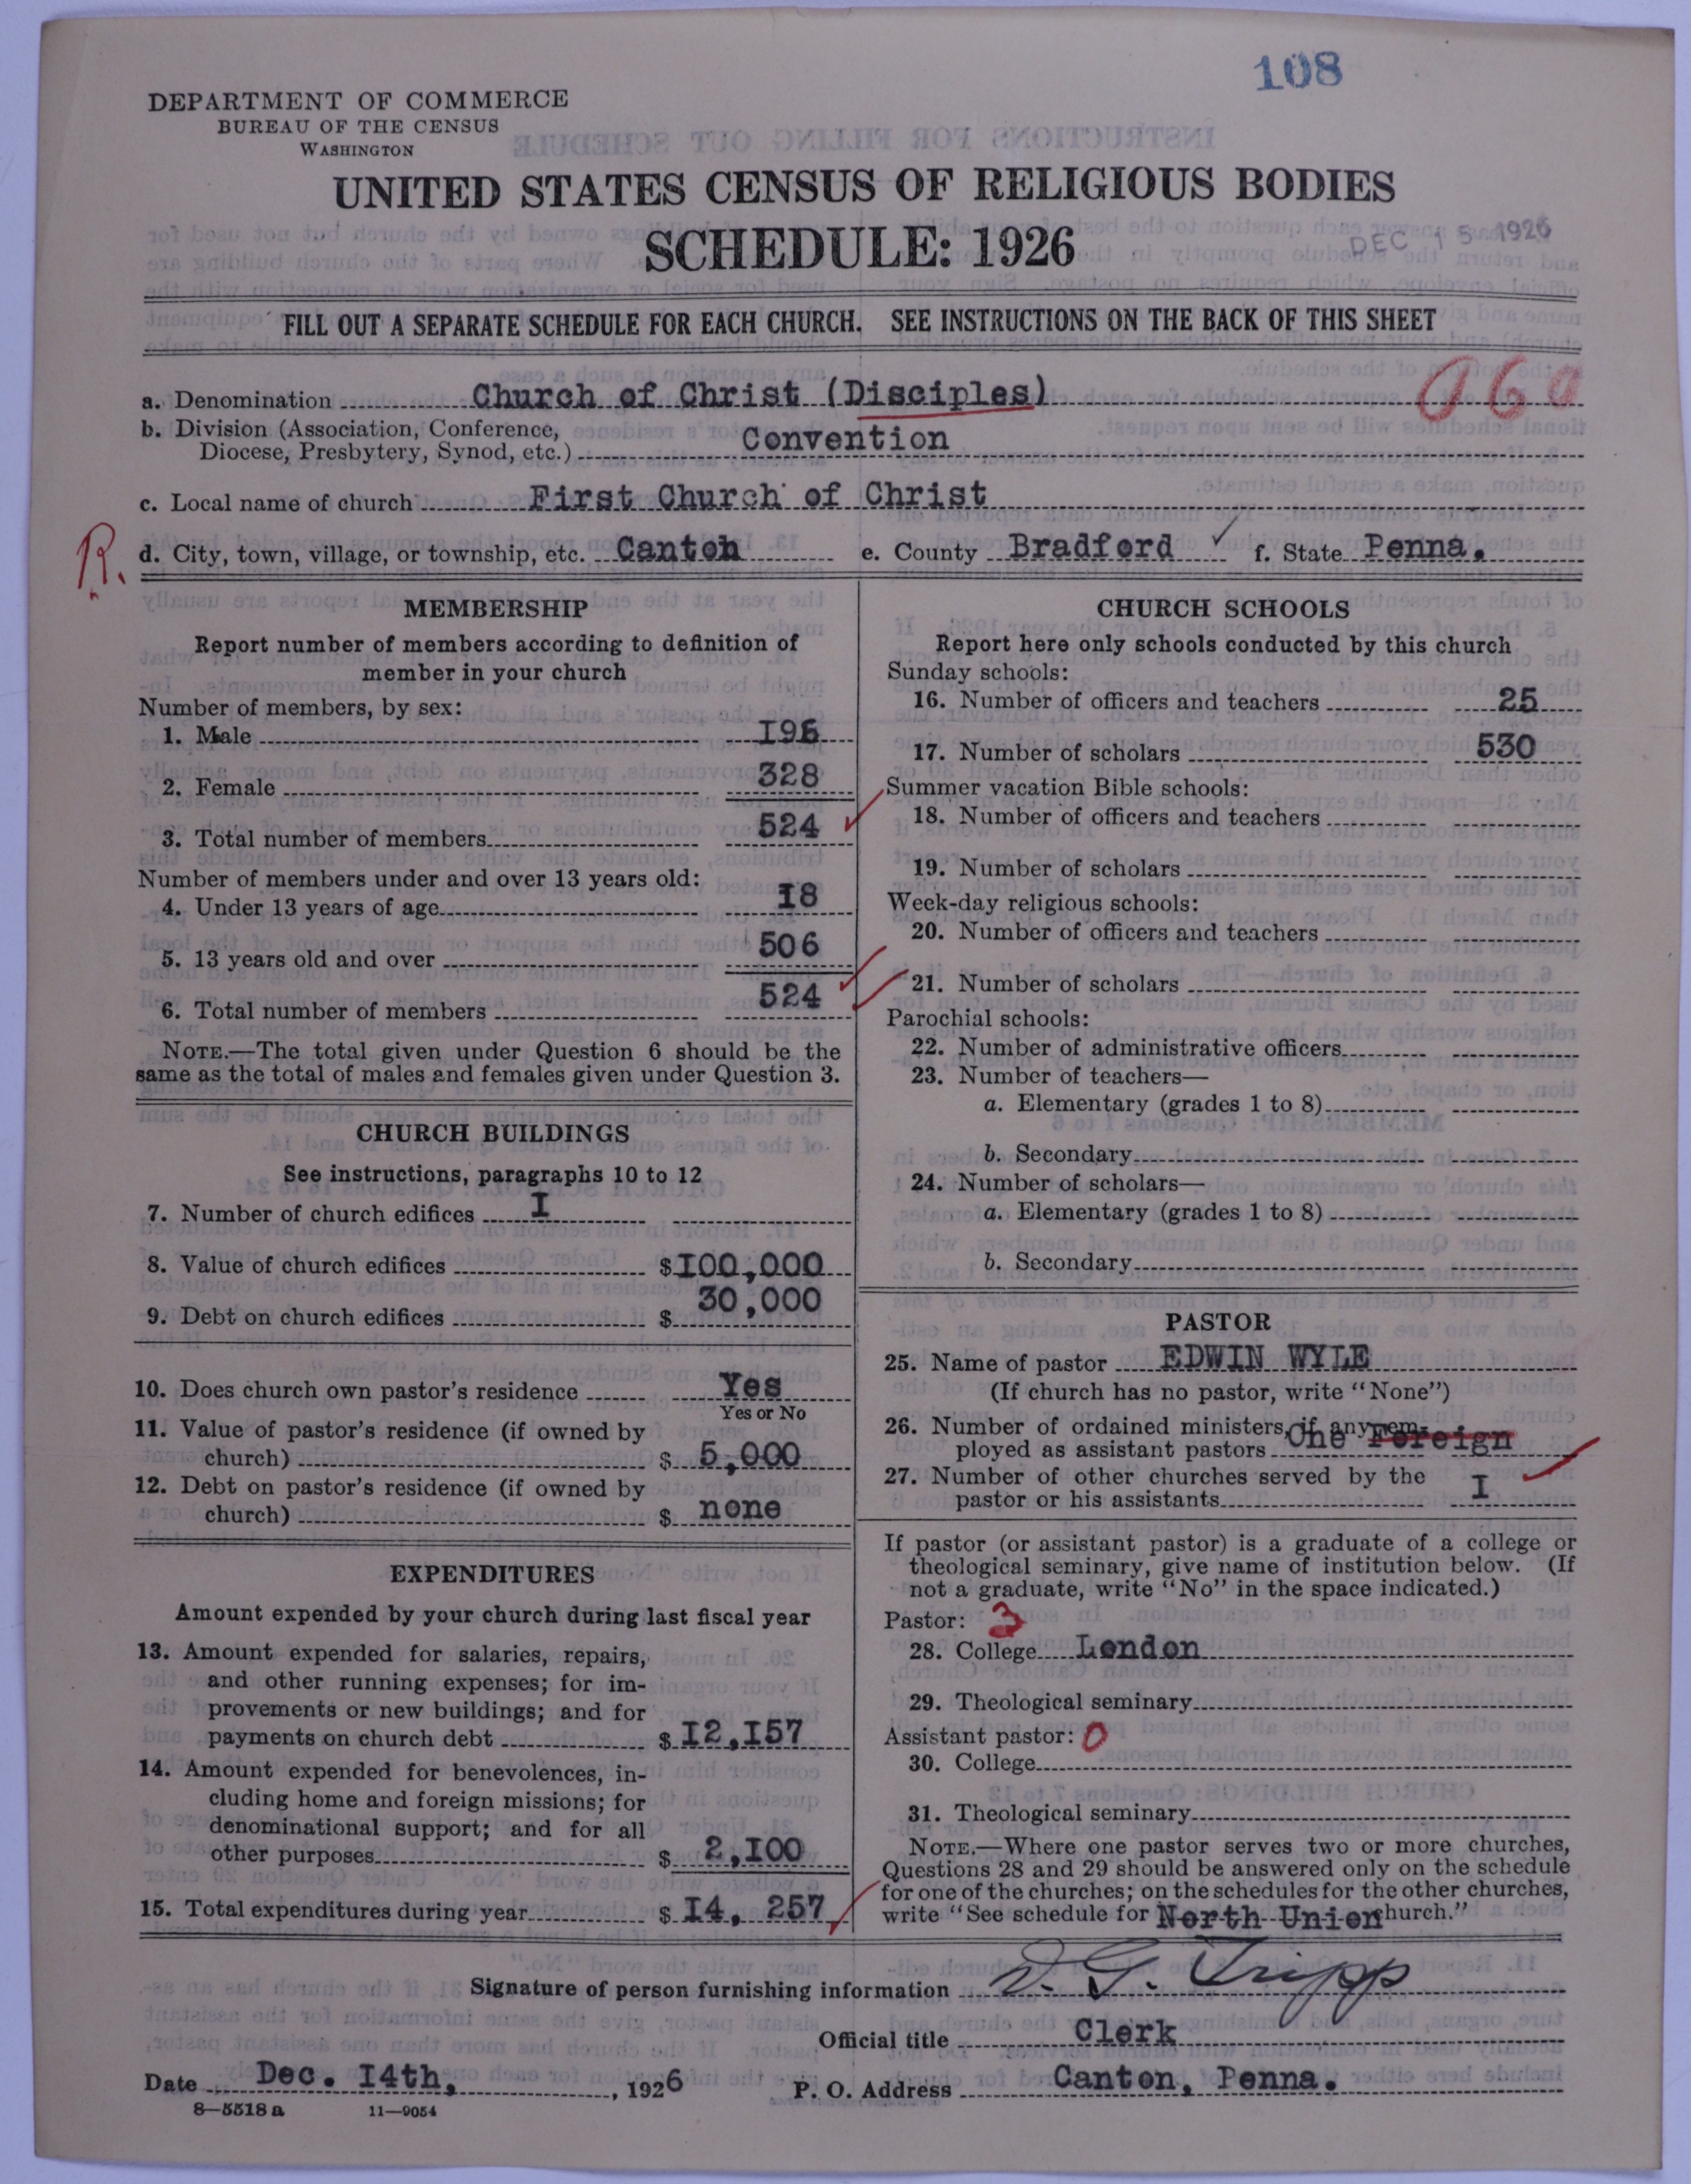 108
DEPARTMENT OF COMMERCE
BUREAU OF THE CENSUS
WASHINGTON
UNITED STATES CENSUS OF RELIGIOUS BODIES
SCHEDULE: 1926
DEC 15 1926
FILL OUT A SEPARATE SCHEDULE FOR EACH CHURCH. SEE INSTRUCTIONS ON THE BACK OF THIS SHEET
a. Denomination Church of Christ (Disciples)
b. Division (Association, Conference,
Diocese, Presbytery, Synod, etc.) Convention
c. Local name of church First Church of Christ
R. d. City, town, village, or township, etc. Canton e. County Bradford ✓ f. State Penna.
MEMBERSHIP
Report number of members according to definition of
member in your church
Number of members, by sex:
1. Male I96
2. Female 328
3. Total number of members 524
Number of members under and over 13 years old:
4. Under 13 years of age I8
5. 13 years old and over 506
6. Total number of members 524
NOTE.—The total given under Question 6 should be the
same as the total of males and females given under Question 3.
CHURCH BUILDINGS
See instructions, paragraphs 10 to 12
7. Number of church edifices I
8. Value of church edifices $I00,000
9. Debt on church edifices $ 30,000
10. Does church own pastor's residence Yes
Yes or No
11. Value of pastor's residence (if owned by
church) $ 5,000
12. Debt on pastor's residence (if owned by
church) $ none
EXPENDITURES
Amount expended by your church during last fiscal year
13. Amount expended for salaries, repairs,
and other running expenses; for im-
provements or new buildings; and for
payments on church debt $ I2,I57
14. Amount expended for benevolences, in-
cluding home and foreign missions; for
denominational support; and for all
other purposes $ 2,I00
15. Total expenditures during year $ I4, 257
CHURCH SCHOOLS
Report here only schools conducted by this church
Sunday schools:
16. Number of officers and teachers 25
17. Number of scholars 530
Summer vacation Bible schools:
18. Number of officers and teachers
19. Number of scholars
Week-day religious schools:
20. Number of officers and teachers
21. Number of scholars
Parochial schools:
22. Number of administrative officers
23. Number of teachers—
a. Elementary (grades 1 to 8)
b. Secondary
24. Number of scholars—
a. Elementary (grades 1 to 8)
b. Secondary
PASTOR
25. Name of pastor EDWIN WYLE
(If church has no pastor, write "None")
26. Number of ordained ministers, if any, em-
ployed as assistant pastors One Foreign
27. Number of other churches served by the
pastor or his assistants I
If pastor (or assistant pastor) is a graduate of a college or
theological seminary, give name of institution below. (If
not a graduate, write "No" in the space indicated.)
Pastor: 3
28. College London
29. Theological seminary
Assistant pastor: 0
30. College
31. Theological seminary
NOTE.—Where one pastor serves two or more churches,
Questions 28 and 29 should be answered only on the schedule
for one of the churches; on the schedules for the other churches,
write "See schedule for North Union church."
Signature of person furnishing information Tripp
Official title Clerk
Date Dec. I4th, , 1926 P. O. Address Canton, Penna.
8—5518 a 11—9054